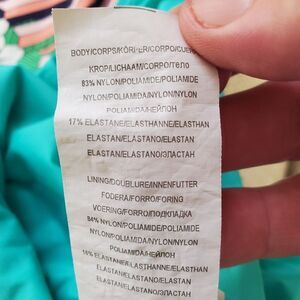 BODY/CORPS/KÖRPER/CORPO/CUER
KROP/LICHAAM/CORPO/тело
83% NYLON/POLIAMIDE/POLIAMIDE
NYLON/POLIAMIDA/NYLON/NYLON
POLIAMIDA/НЕЙЛОН
17% ELASTANE/ELASTHANNE/ELASTHAN
ELASTAN/ELASTANO/ELASTAN
ELASTAN/ELASTANO/ЭЛАСТАН
LINING/DOUBLURE/INNENFUTTER
FODERA/FORRO/FORING
VOERING/FORRO/ПОДКЛАДКА
84% NYLON/POLIAMIDE/POLIAMIDE
NYLON/POLIAMIDA/NYLON/NYLON
POLIAMIDA/НЕЙЛОН
16% ELASTANE/ELASTHANNE/ELASTHAN
ELASTAN/ELASTANO/ELASTAN
ELASTAN/ELASTANO/ЭЛАСТАН